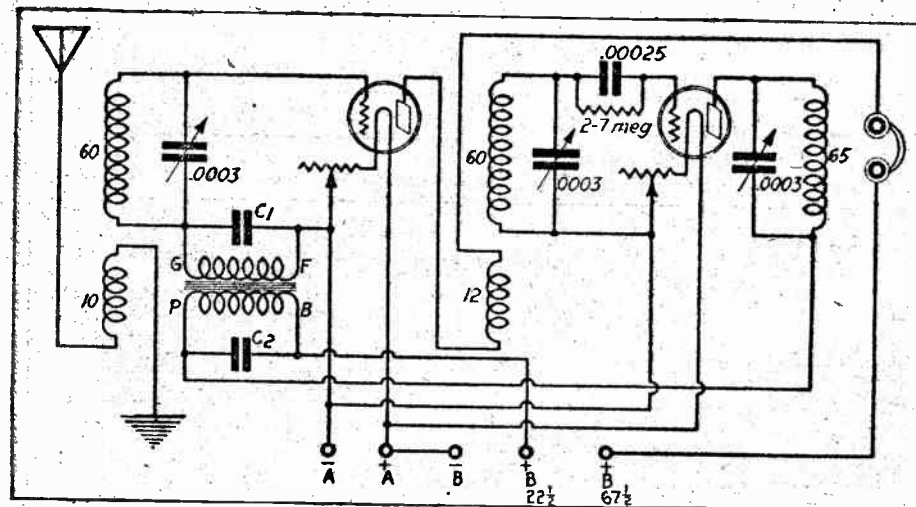 .00025
2-7 meg
60
.0003
60
.0003
.0003
65
C1
G
F
10
P
B
12
C2
-
A
+
A
-
B
+
B
22½
+
B
67½